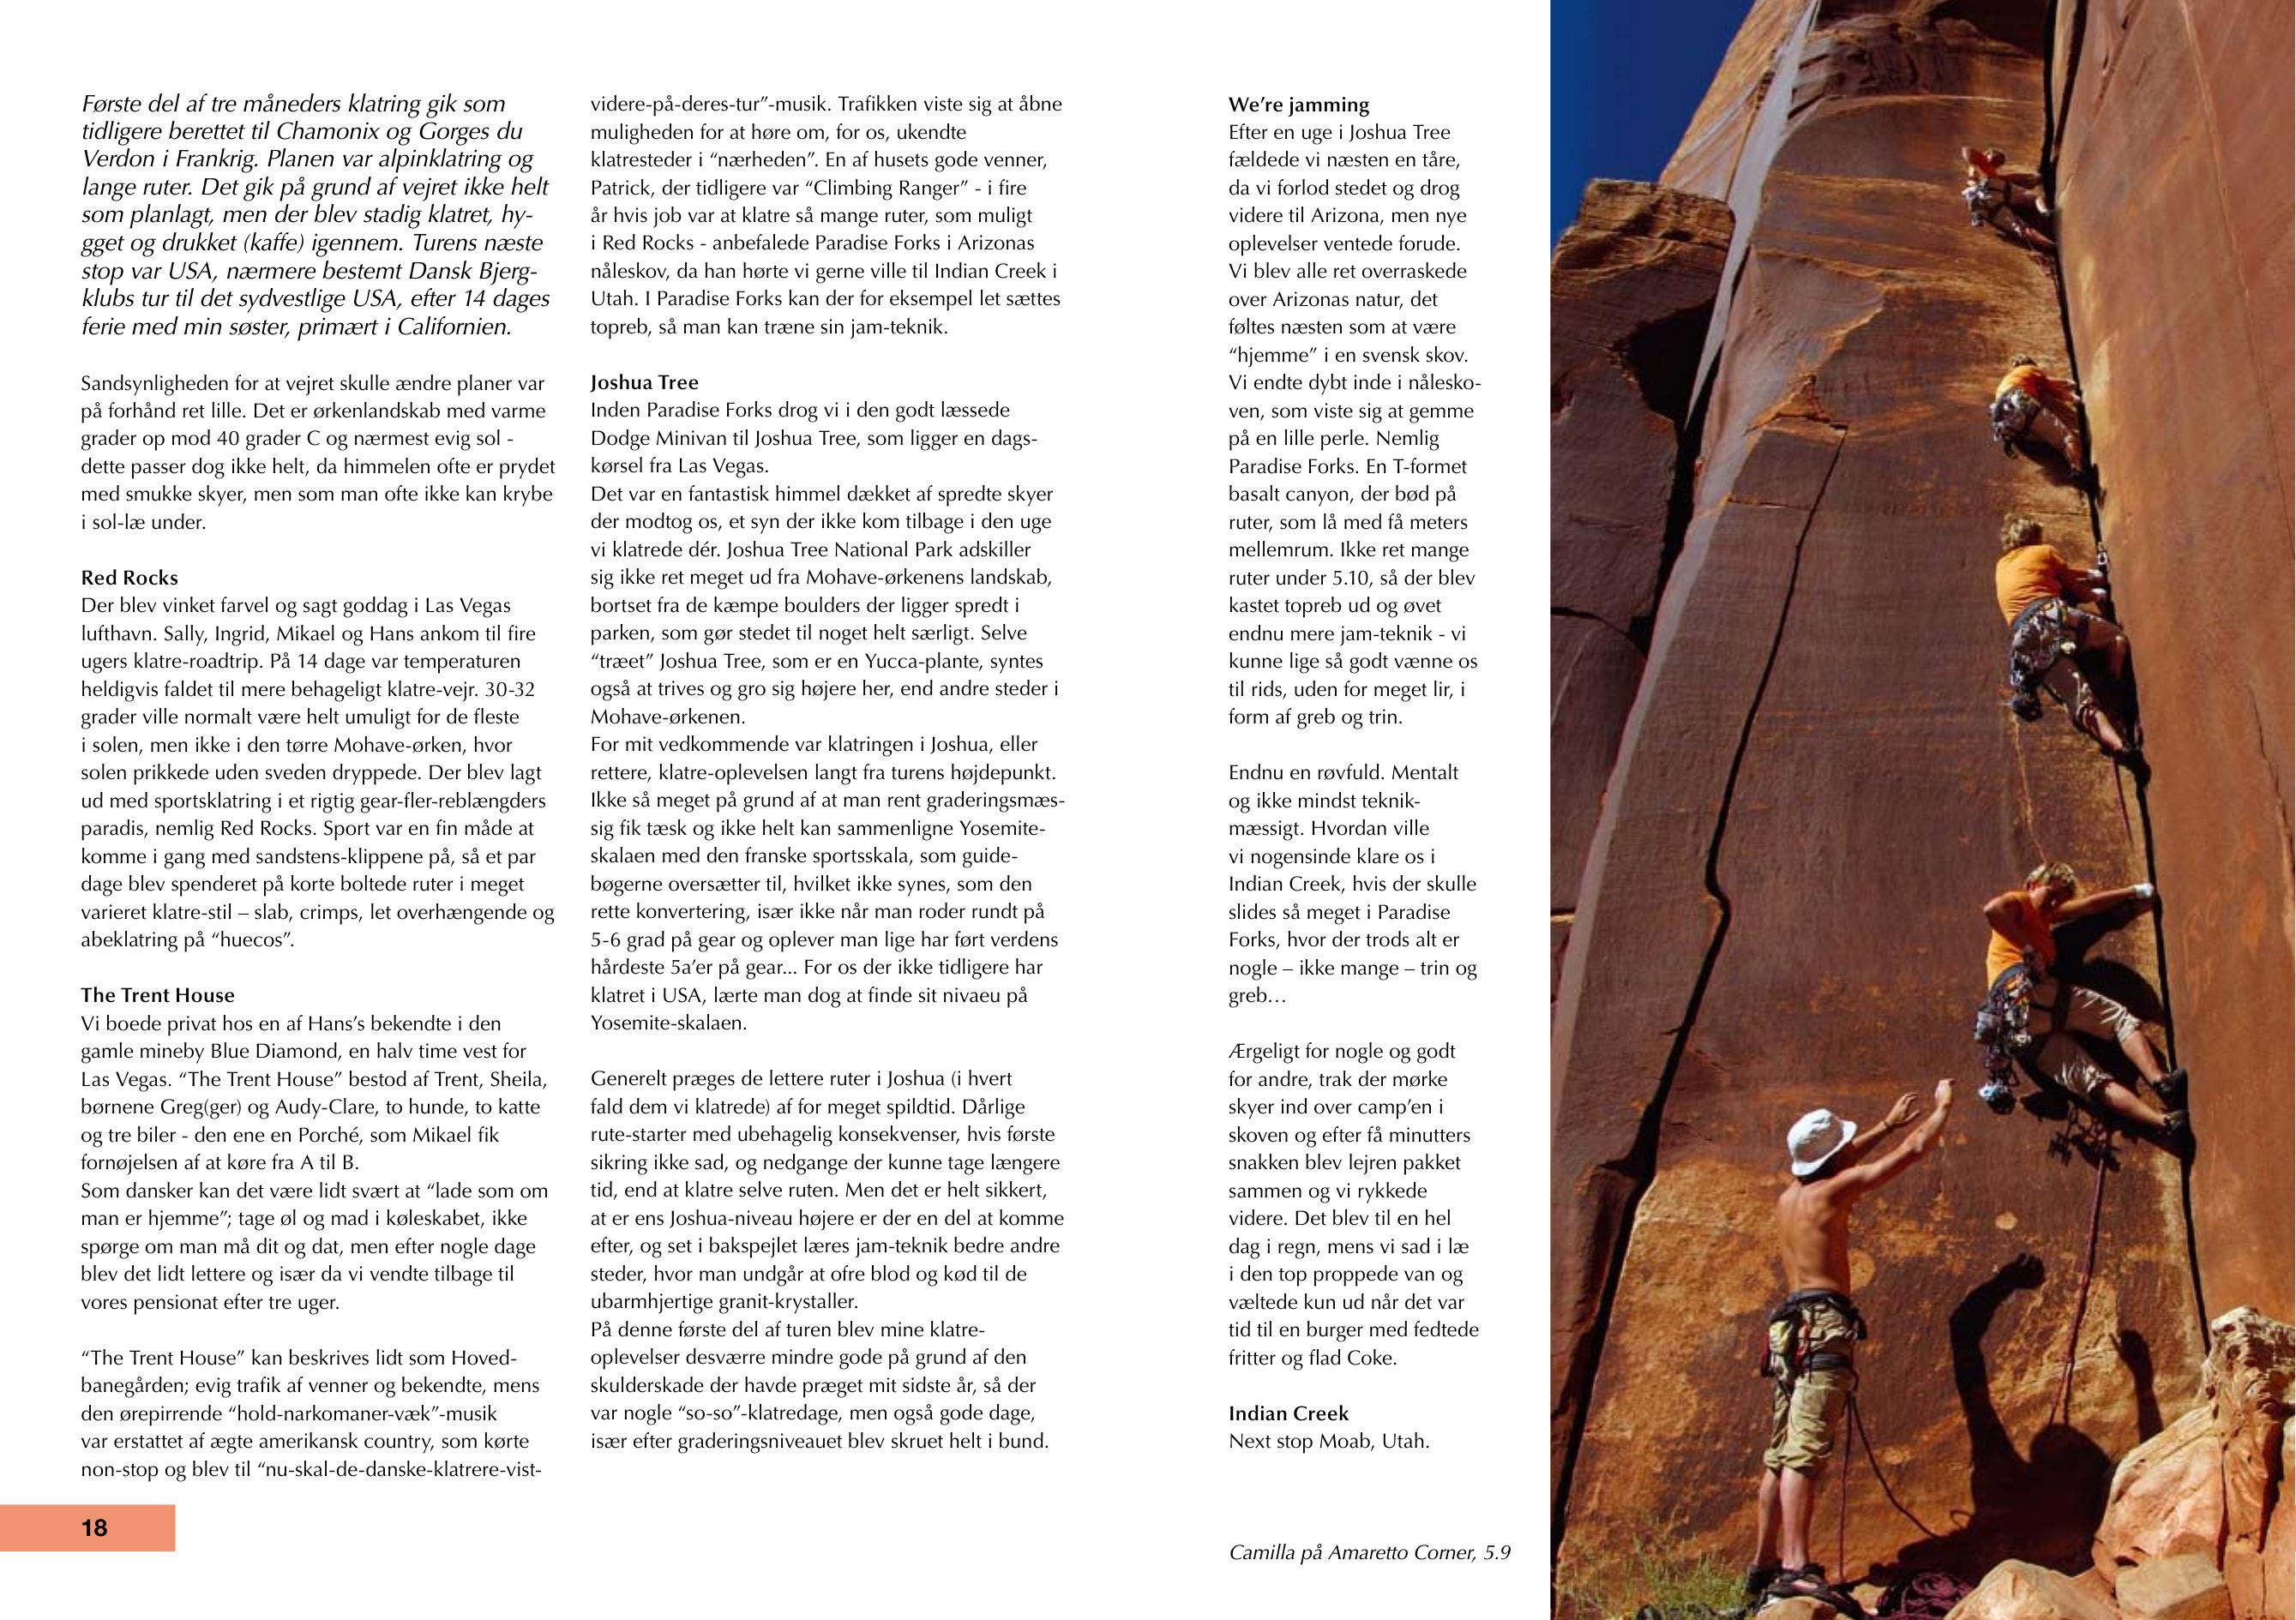 Første del af tre måneders klatring gik som
tidligere berettet til Chamonix og Gorges du
Verdon i Frankrig. Planen var alpinklatring og
lange ruter. Det gik på grund af vejret ikke helt
som planlagt, men der blev stadig klatret, hy-
gget og drukket (kaffe) igennem. Turens næste
stop var USA, nærmere bestemt Dansk Bjerg-
klubs tur til det sydvestlige USA, efter 14 dages
ferie med min søster, primært i Californien.
Sandsynligheden for at vejret skulle ændre planer var
på forhånd ret lille. Det er ørkenlandskab med varme
grader op mod 40 grader C og nærmest evig sol -
dette passer dog ikke helt, da himmelen ofte er prydet
med smukke skyer, men som man ofte ikke kan krybe
i sol-læ under.
Red Rocks
Der blev vinket farvel og sagt goddag i Las Vegas
lufthavn. Sally, Ingrid, Mikael og Hans ankom til fire
ugers klatre-roadtrip. På 14 dage var temperaturen
heldigvis faldet til mere behageligt klatre-vejr. 30-32
grader ville normalt være helt umuligt for de fleste
i solen, men ikke i den tørre Mohave-ørken, hvor
solen prikkede uden sveden dryppede. Der blev lagt
ud med sportsklatring i et rigtig gear-fler-reblængders
paradis, nemlig Red Rocks. Sport var en fin måde at
komme i gang med sandstens-klippene på, så et par
dage blev spenderet på korte boltede ruter i meget
varieret klatre-stil – slab, crimps, let overhængende og
abeklatring på “huecos”.
The Trent House
Vi boede privat hos en af Hans’s bekendte i den
gamle mineby Blue Diamond, en halv time vest for
Las Vegas. “The Trent House” bestod af Trent, Sheila,
børnene Greg(ger) og Audy-Clare, to hunde, to katte
og tre biler - den ene en Porché, som Mikael fik
fornøjelsen af at køre fra A til B.
Som dansker kan det være lidt svært at “lade som om
man er hjemme”; tage øl og mad i køleskabet, ikke
spørge om man må dit og dat, men efter nogle dage
blev det lidt lettere og især da vi vendte tilbage til
vores pensionat efter tre uger.
“The Trent House” kan beskrives lidt som Hoved-
banegården; evig trafik af venner og bekendte, mens
den ørepirrende “hold-narkomaner-væk”-musik
var erstattet af ægte amerikansk country, som kørte
non-stop og blev til “nu-skal-de-danske-klatrere-vist-
videre-på-deres-tur”-musik. Trafikken viste sig at åbne
muligheden for at høre om, for os, ukendte
klatresteder i “nærheden”. En af husets gode venner,
Patrick, der tidligere var “Climbing Ranger” - i fire
år hvis job var at klatre så mange ruter, som muligt
i Red Rocks - anbefalede Paradise Forks i Arizonas
nåleskov, da han hørte vi gerne ville til Indian Creek i
Utah. I Paradise Forks kan der for eksempel let sættes
topreb, så man kan træne sin jam-teknik.
Joshua Tree
Inden Paradise Forks drog vi i den godt læssede
Dodge Minivan til Joshua Tree, som ligger en dags-
kørsel fra Las Vegas.
Det var en fantastisk himmel dækket af spredte skyer
der modtog os, et syn der ikke kom tilbage i den uge
vi klatrede dér. Joshua Tree National Park adskiller
sig ikke ret meget ud fra Mohave-ørkenens landskab,
bortset fra de kæmpe boulders der ligger spredt i
parken, som gør stedet til noget helt særligt. Selve
“træet” Joshua Tree, som er en Yucca-plante, syntes
også at trives og gro sig højere her, end andre steder i
Mohave-ørkenen.
For mit vedkommende var klatringen i Joshua, eller
rettere, klatre-oplevelsen langt fra turens højdepunkt.
Ikke så meget på grund af at man rent graderingsmæs-
sig fik tæsk og ikke helt kan sammenligne Yosemite-
skalaen med den franske sportsskala, som guide-
bøgerne oversætter til, hvilket ikke synes, som den
rette konvertering, især ikke når man roder rundt på
5-6 grad på gear og oplever man lige har ført verdens
hårdeste 5a’er på gear... For os der ikke tidligere har
klatret i USA, lærte man dog at finde sit nivaeu på
Yosemite-skalaen.
Generelt præges de lettere ruter i Joshua (i hvert
fald dem vi klatrede) af for meget spildtid. Dårlige
rute-starter med ubehagelig konsekvenser, hvis første
sikring ikke sad, og nedgange der kunne tage længere
tid, end at klatre selve ruten. Men det er helt sikkert,
at er ens Joshua-niveau højere er der en del at komme
efter, og set i bakspejlet læres jam-teknik bedre andre
steder, hvor man undgår at ofre blod og kød til de
ubarmhjertige granit-krystaller.
På denne første del af turen blev mine klatre-
oplevelser desværre mindre gode på grund af den
skulderskade der havde præget mit sidste år, så der
var nogle “so-so”-klatredage, men også gode dage,
især efter graderingsniveauet blev skruet helt i bund.
We’re jamming
Efter en uge i Joshua Tree
fældede vi næsten en tåre,
da vi forlod stedet og drog
videre til Arizona, men nye
oplevelser ventede forude.
Vi blev alle ret overraskede
over Arizonas natur, det
føltes næsten som at være
“hjemme” i en svensk skov.
Vi endte dybt inde i nålesko-
ven, som viste sig at gemme
på en lille perle. Nemlig
Paradise Forks. En T-formet
basalt canyon, der bød på
ruter, som lå med få meters
mellemrum. Ikke ret mange
ruter under 5.10, så der blev
kastet topreb ud og øvet
endnu mere jam-teknik - vi
kunne lige så godt vænne os
til rids, uden for meget lir, i
form af greb og trin.
Endnu en røvfuld. Mentalt
og ikke mindst teknik-
mæssigt. Hvordan ville
vi nogensinde klare os i
Indian Creek, hvis der skulle
slides så meget i Paradise
Forks, hvor der trods alt er
nogle – ikke mange – trin og
greb…
Ærgeligt for nogle og godt
for andre, trak der mørke
skyer ind over camp’en i
skoven og efter få minutters
snakken blev lejren pakket
sammen og vi rykkede
videre. Det blev til en hel
dag i regn, mens vi sad i læ
i den top proppede van og
væltede kun ud når det var
tid til en burger med fedtede
fritter og flad Coke.
Indian Creek
Next stop Moab, Utah.
Camilla på Amaretto Corner, 5.9
18